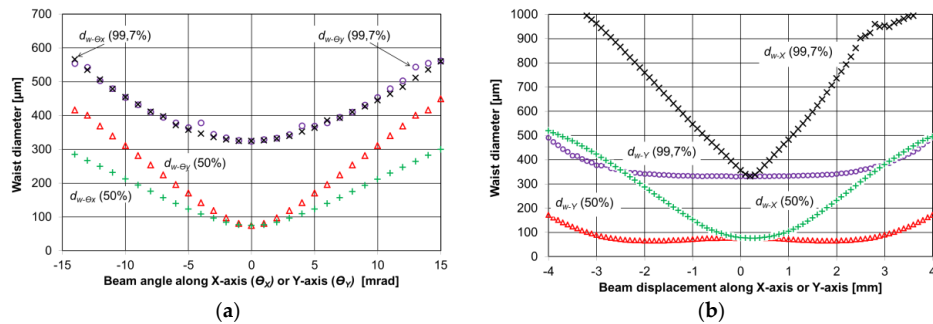 Waist diameter [µm]
700
600
500
400
300
200
100
0
-15
-10
-5
0
5
10
15
d_w-ϴx (99,7%)
d_w-ϴy (99,7%)
d_w-ϴy (50%)
d_w-ϴx (50%)
Beam angle along X-axis (ϴ_X) or Y-axis (ϴ_Y) [mrad]
(a)
Waist diameter [µm]
1000
900
800
700
600
500
400
300
200
100
0
-4
-3
-2
-1
0
1
2
3
4
d_w-X (99,7%)
d_w-Y (99,7%)
d_w-Y (50%)
d_w-X (50%)
Beam displacement along X-axis or Y-axis [mm]
(b)